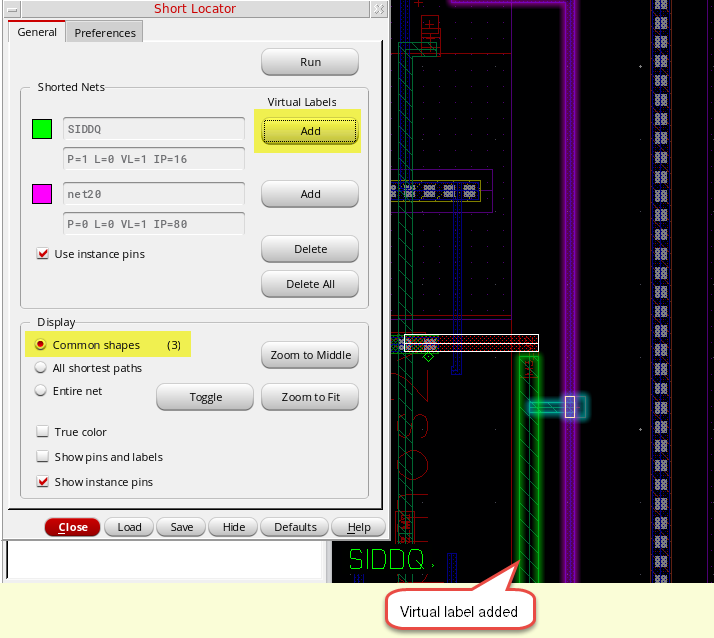 Short Locator
General
Preferences
Run
Shorted Nets
Virtual Labels
SIDDQ
Add
P=1 L=0 VL=1 IP=16
net20
Add
P=0 L=0 VL=1 IP=80
Use instance pins
Delete
Delete All
Display
Common shapes (3)
Zoom to Middle
All shortest paths
Entire net
Toggle
Zoom to Fit
True color
Show pins and labels
Show instance pins
Close
Load
Save
Hide
Defaults
Help
SIDDQ.
Virtual label added